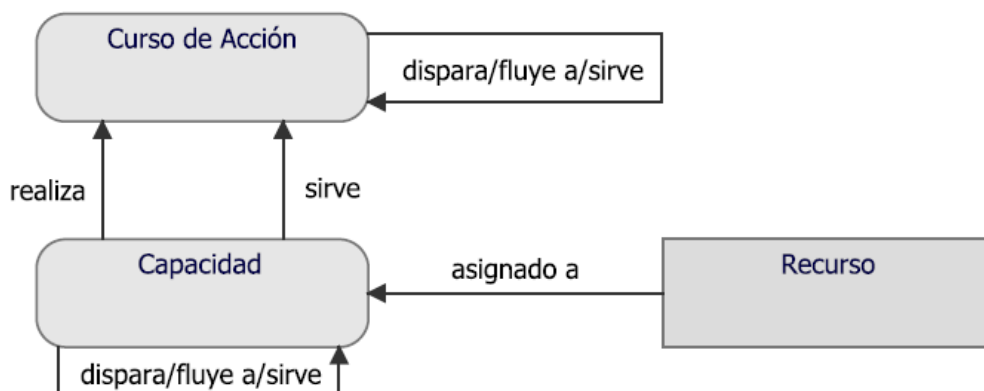 Curso de Acción
dispara/fluye a/sirve
realiza
sirve
Capacidad
asignado a
Recurso
dispara/fluye a/sirve